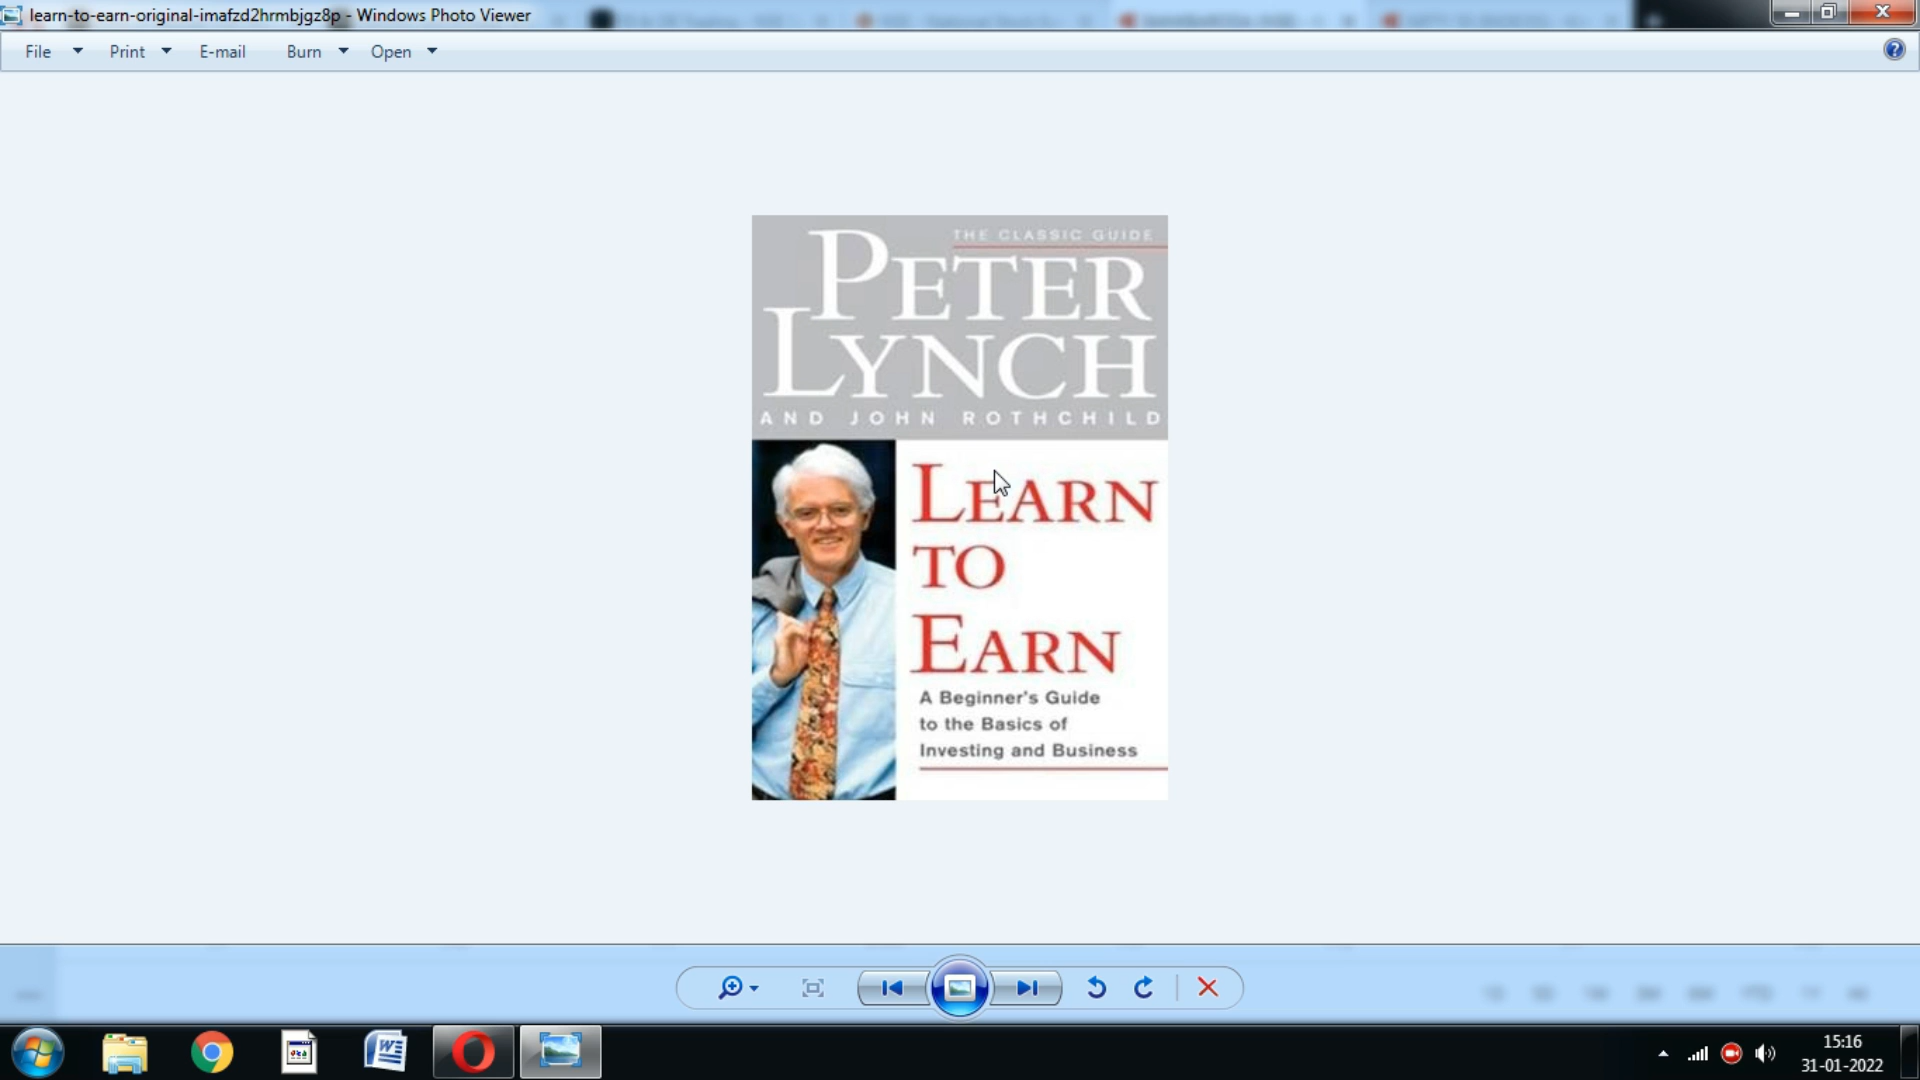 learn-to-earn-original-imafzd2hrmbjgz8p - Windows Photo Viewer
File Print E-mail Burn Open
THE CLASSIC GUIDE
PETER
LYNCH
AND JOHN ROTHCHILD
LEARN
TO
EARN
A Beginner's Guide
to the Basics of
Investing and Business
15:16
31-01-2022